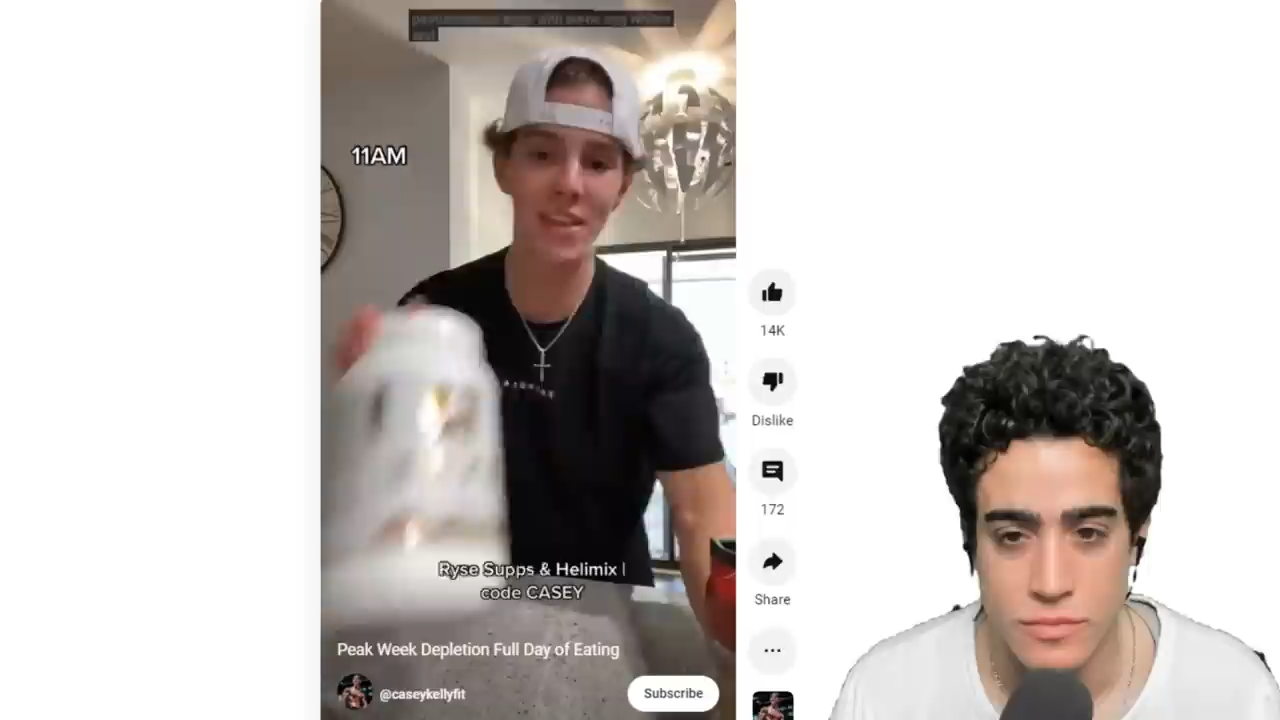 11AM
Ryse Supps & Helimix |
code CASEY
Peak Week Depletion Full Day of Eating
@caseykellyfit
Subscribe
14K
Dislike
172
Share